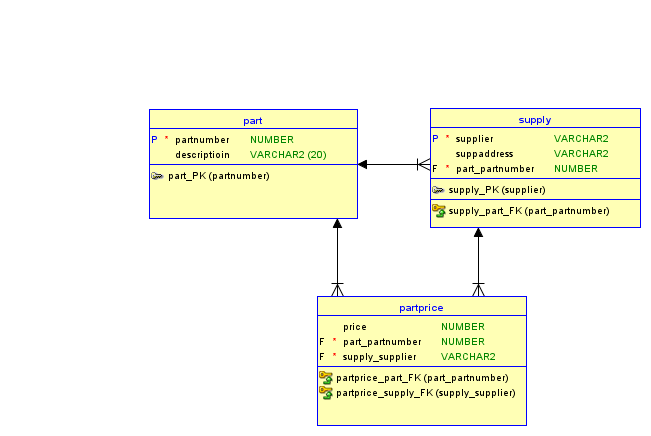 part
P * partnumber NUMBER
descriptioin VARCHAR2 (20)
part_PK (partnumber)
supply
P * supplier VARCHAR2
suppaddress VARCHAR2
F * part_partnumber NUMBER
supply_PK (supplier)
supply_part_FK (part_partnumber)
partprice
price NUMBER
F * part_partnumber NUMBER
F * supply_supplier VARCHAR2
partprice_part_FK (part_partnumber)
partprice_supply_FK (supply_supplier)